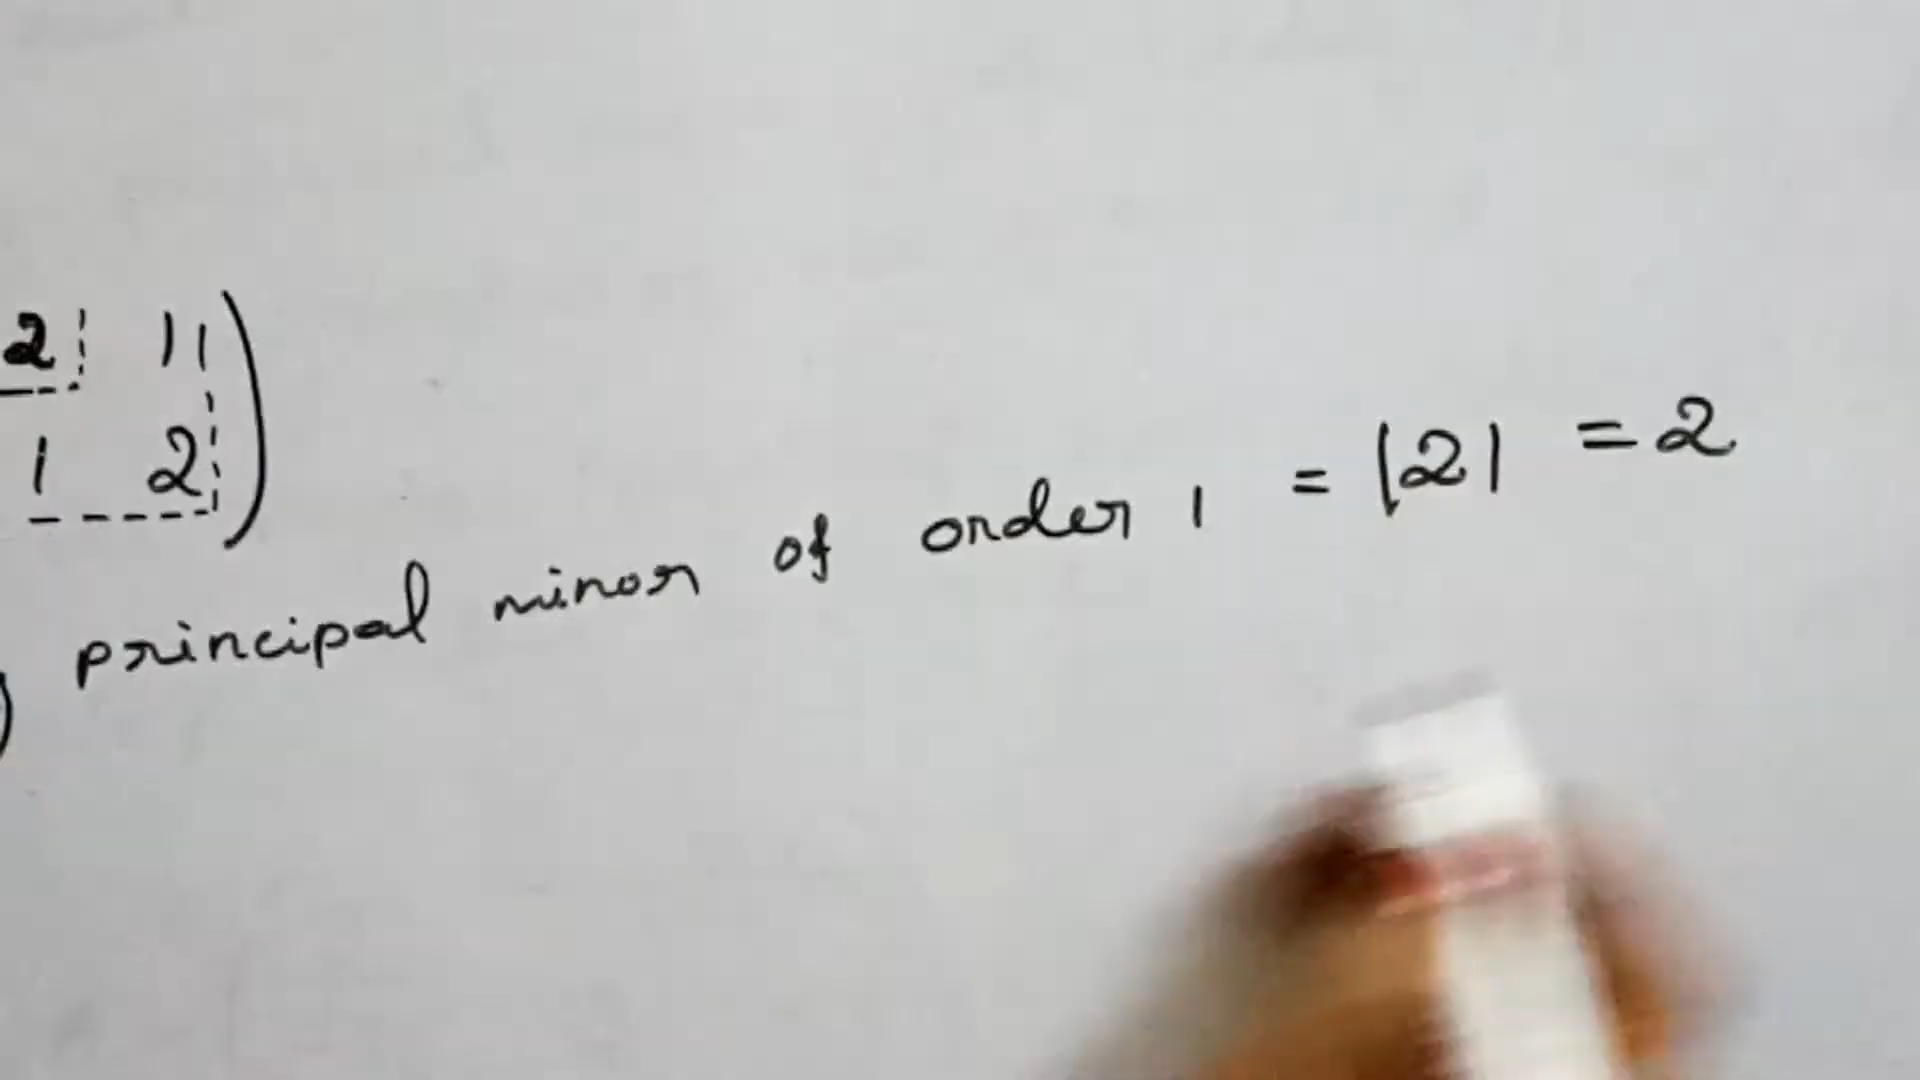 2 11
1 2
principal minor of order 1 = |2| = 2
)